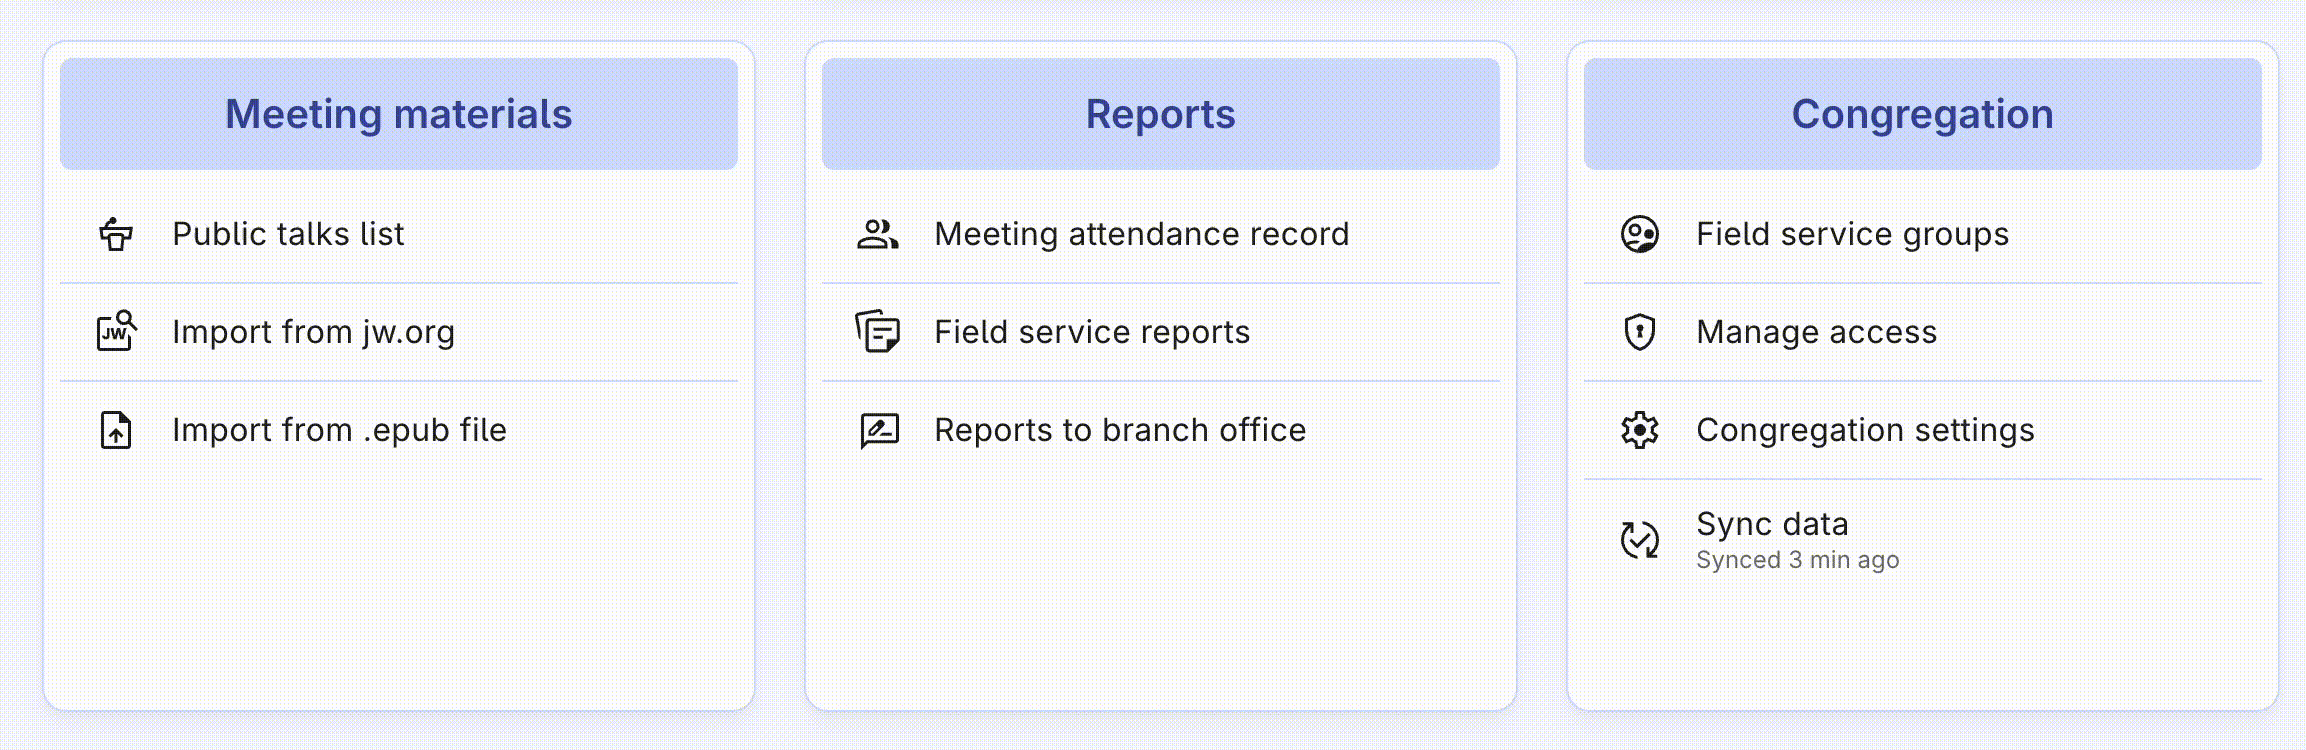 Meeting materials
Public talks list
JW
Import from jw.org
Import from .epub file
Reports
Meeting attendance record
Field service reports
Reports to branch office
Congregation
Field service groups
Manage access
Congregation settings
Sync data
Synced 3 min ago